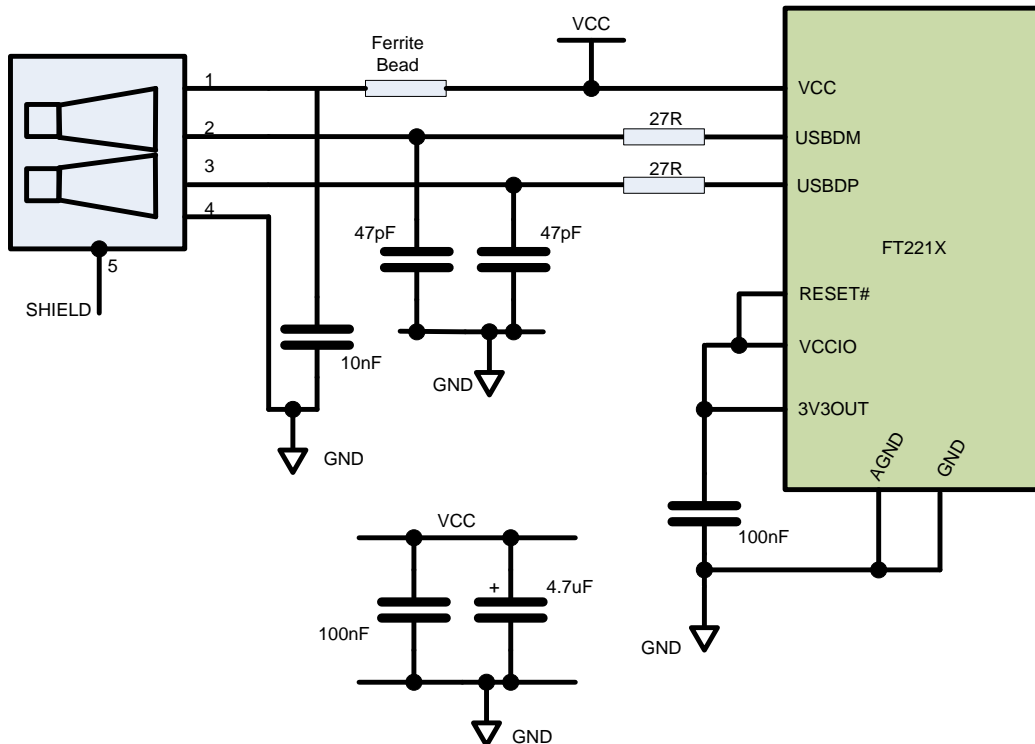 VCC
Ferrite
Bead
1
VCC
2
27R
USBDM
3
27R
USBDP
4
47pF
47pF
FT221X
5
SHIELD
RESET#
10nF
VCCIO
GND
3V3OUT
GND
AGND
GND
VCC
100nF
+
4.7uF
100nF
GND
GND